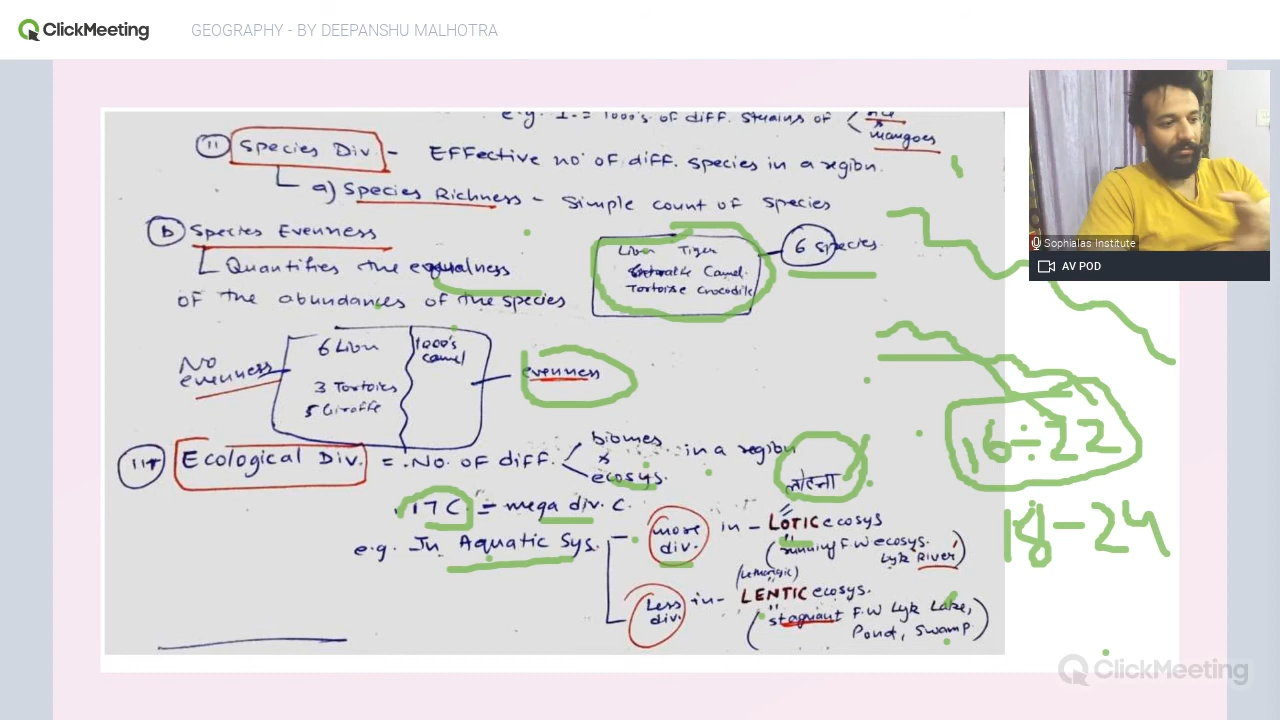 ClickMeeting
GEOGRAPHY - BY DEEPANSHU MALHOTRA
e.g. 1000's of diff. strains of
mangoes
ii Species Div. - Effective no. of diff. species in a region.
a) Species Richness - simple count of species
b Species Evenness
Quantifies the equalness
of the abundances of the species
Lion Tiger
Camel
Tortoise Crocodile
6 species
Sophialas Institute
AV POD
No evenness
6 Lion
3 Tortoies
5 Giraffe
1000's camel
evenness
16 ÷ 22
18 - 24
iii Ecological Div. = No. of diff. biomes
ecosys. in a region
17 C = mega div. C.
e.g. In Aquatic Sys. - more div. in - LOTIC ecosys
(running F.W ecosys. Lyk River)
Less div. in - LENTIC ecosys.
(stagnant F.W Lyk Lake,
Pond, Swamp)
ClickMeeting